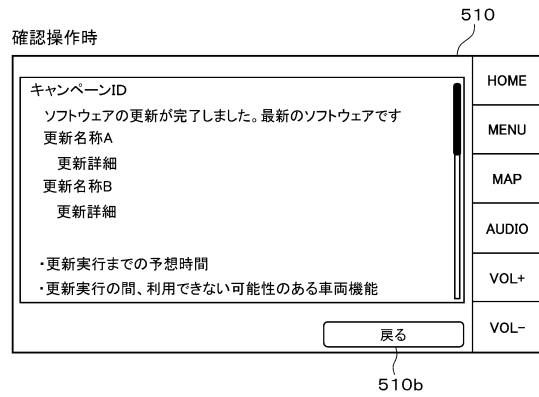 510
確認操作時
キャンペーンID
ソフトウェアの更新が完了しました。最新のソフトウェアです
更新名称A
更新詳細
更新名称B
更新詳細
・更新実行までの予想時間
・更新実行の間、利用できない可能性のある車両機能
戻る
HOME
MENU
MAP
AUDIO
VOL+
VOL-
510b